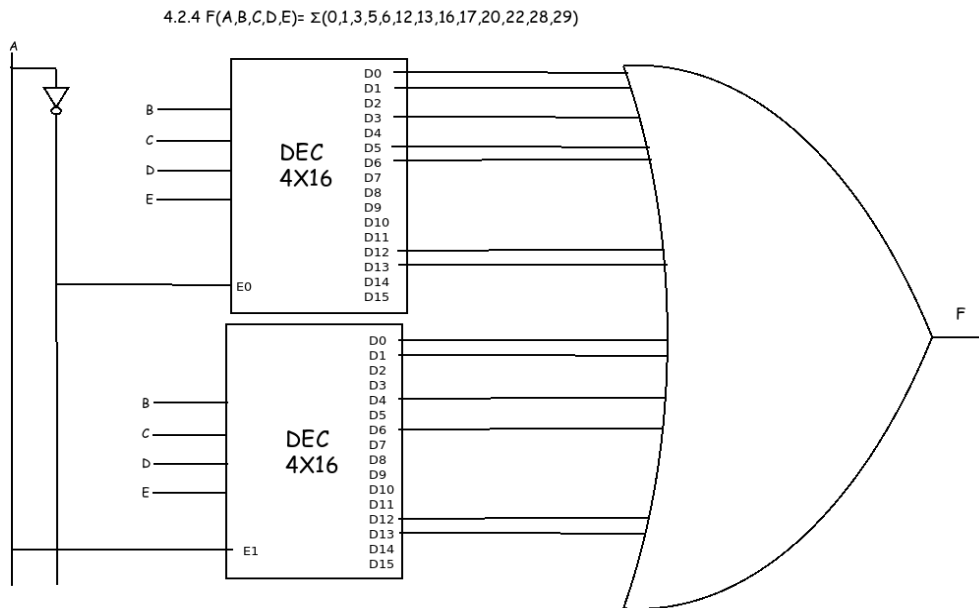 4.2.4 F(A,B,C,D,E)= Σ(0,1,3,5,6,12,13,16,17,20,22,28,29)
A
B
C
D
E
E0
DEC
4X16
D0
D1
D2
D3
D4
D5
D6
D7
D8
D9
D10
D11
D12
D13
D14
D15
F
B
C
D
E
E1
DEC
4X16
D0
D1
D2
D3
D4
D5
D6
D7
D8
D9
D10
D11
D12
D13
D14
D15